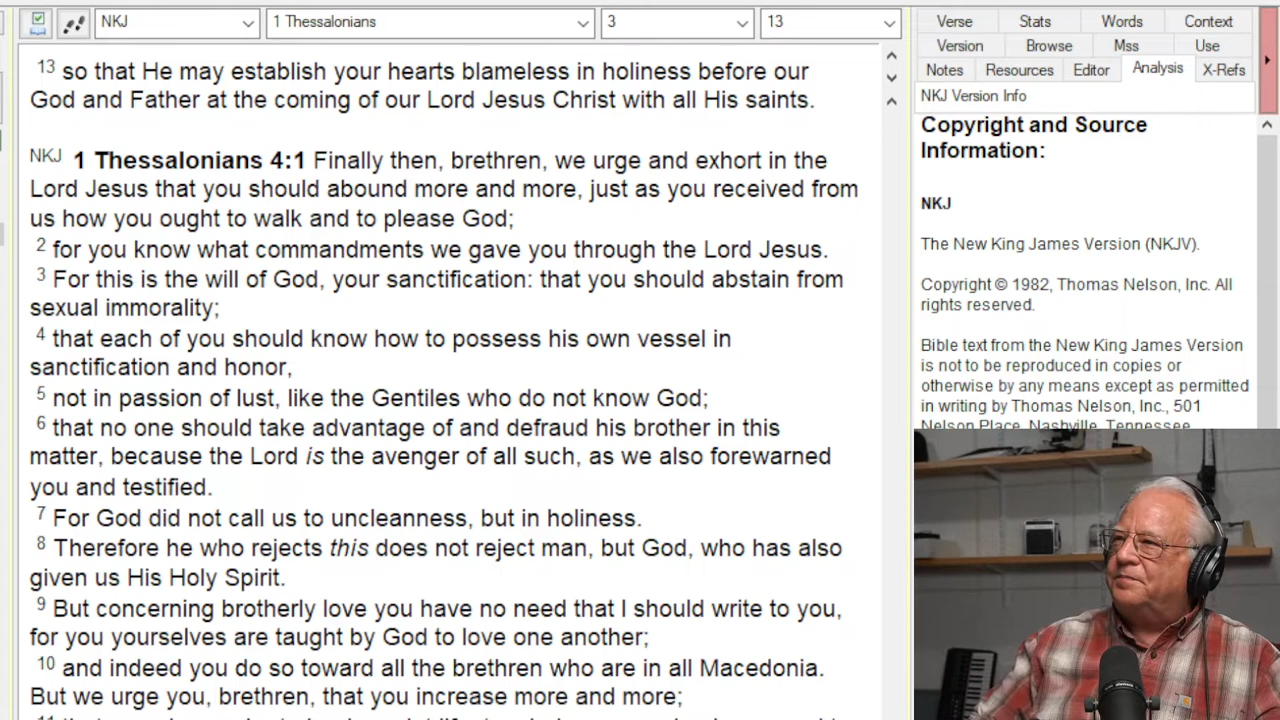 NKJ
1 Thessalonians
3
13
13 so that He may establish your hearts blameless in holiness before our
God and Father at the coming of our Lord Jesus Christ with all His saints.
NKJ 1 Thessalonians 4:1 Finally then, brethren, we urge and exhort in the
Lord Jesus that you should abound more and more, just as you received from
us how you ought to walk and to please God;
2 for you know what commandments we gave you through the Lord Jesus.
3 For this is the will of God, your sanctification: that you should abstain from
sexual immorality;
4 that each of you should know how to possess his own vessel in
sanctification and honor,
5 not in passion of lust, like the Gentiles who do not know God;
6 that no one should take advantage of and defraud his brother in this
matter, because the Lord is the avenger of all such, as we also forewarned
you and testified.
7 For God did not call us to uncleanness, but in holiness.
8 Therefore he who rejects this does not reject man, but God, who has also
given us His Holy Spirit.
9 But concerning brotherly love you have no need that I should write to you,
for you yourselves are taught by God to love one another;
10 and indeed you do so toward all the brethren who are in all Macedonia.
But we urge you, brethren, that you increase more and more;
Verse Stats Words Context
Version Browse Mss Use
Notes Resources Editor Analysis X-Refs
NKJ Version Info
Copyright and Source
Information:
NKJ
The New King James Version (NKJV).
Copyright © 1982, Thomas Nelson, Inc. All
rights reserved.
Bible text from the New King James Version
is not to be reproduced in copies or
otherwise by any means except as permitted
in writing by Thomas Nelson, Inc., 501
Nelson Place, Nashville, Tennessee